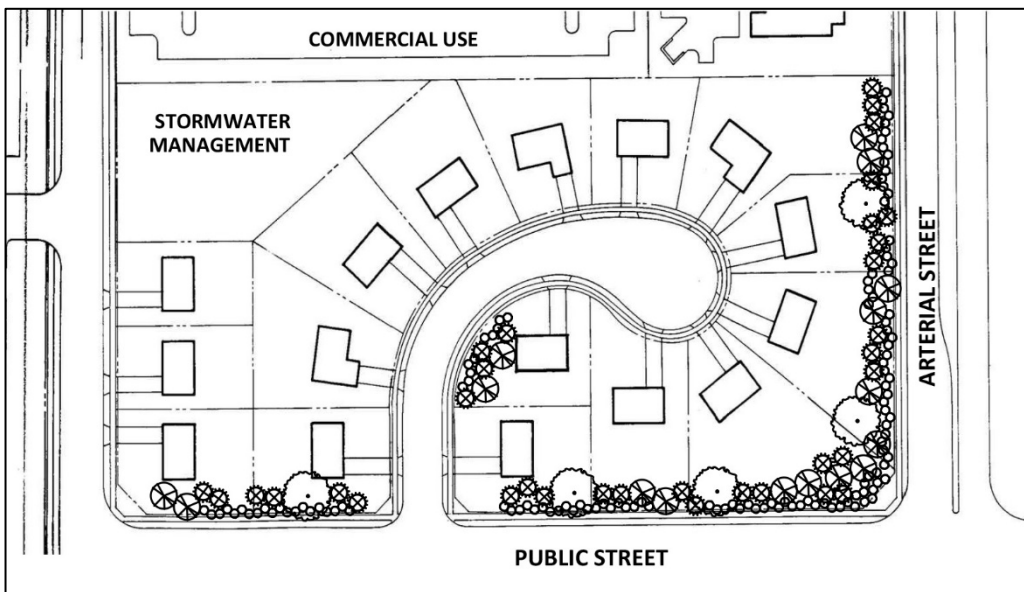 COMMERCIAL USE
STORMWATER
MANAGEMENT
ARTERIAL STREET
PUBLIC STREET